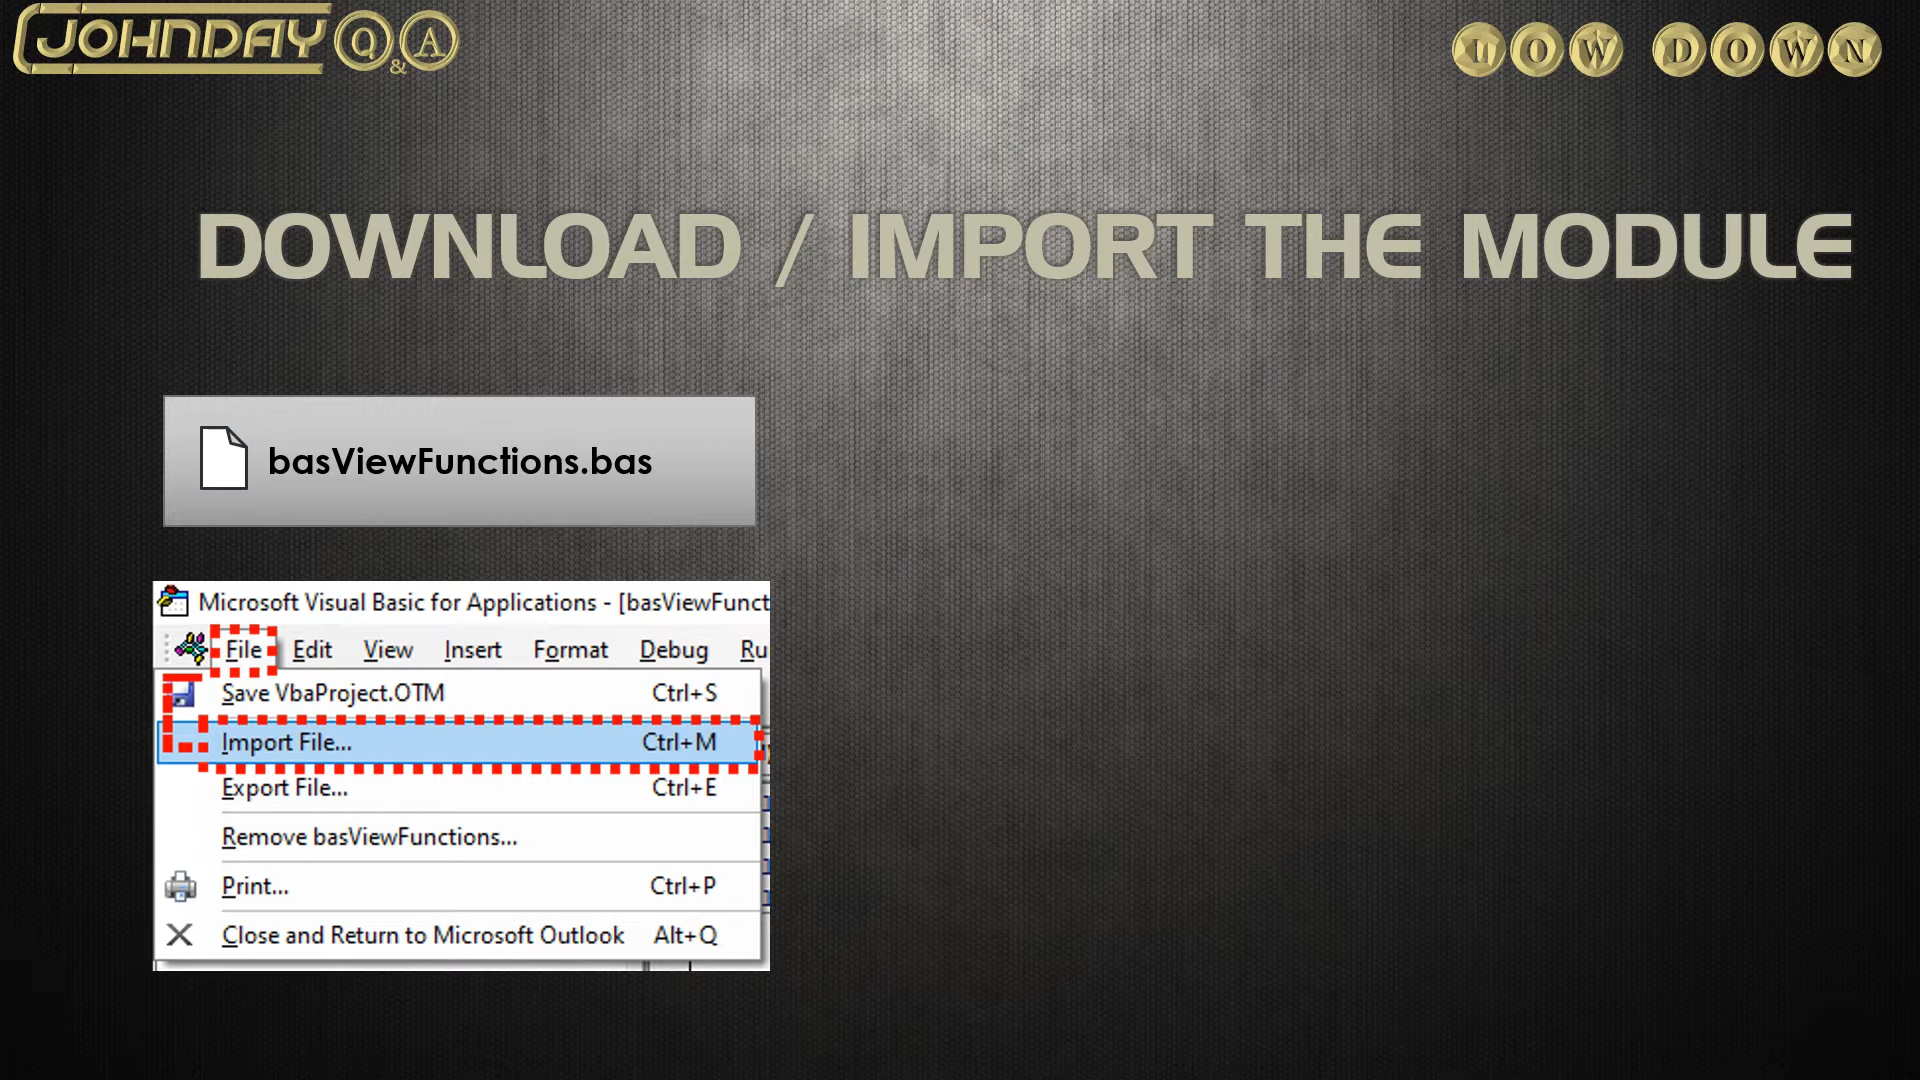 JOHNDAY Q & A
LOW DOWN
DOWNLOAD / IMPORT THE MODULE
basViewFunctions.bas
Microsoft Visual Basic for Applications - [basViewFunct
File Edit View Insert Format Debug Ru
Save VbaProject.OTM Ctrl+S
Import File... Ctrl+M
Export File... Ctrl+E
Remove basViewFunctions...
Print... Ctrl+P
Close and Return to Microsoft Outlook Alt+Q